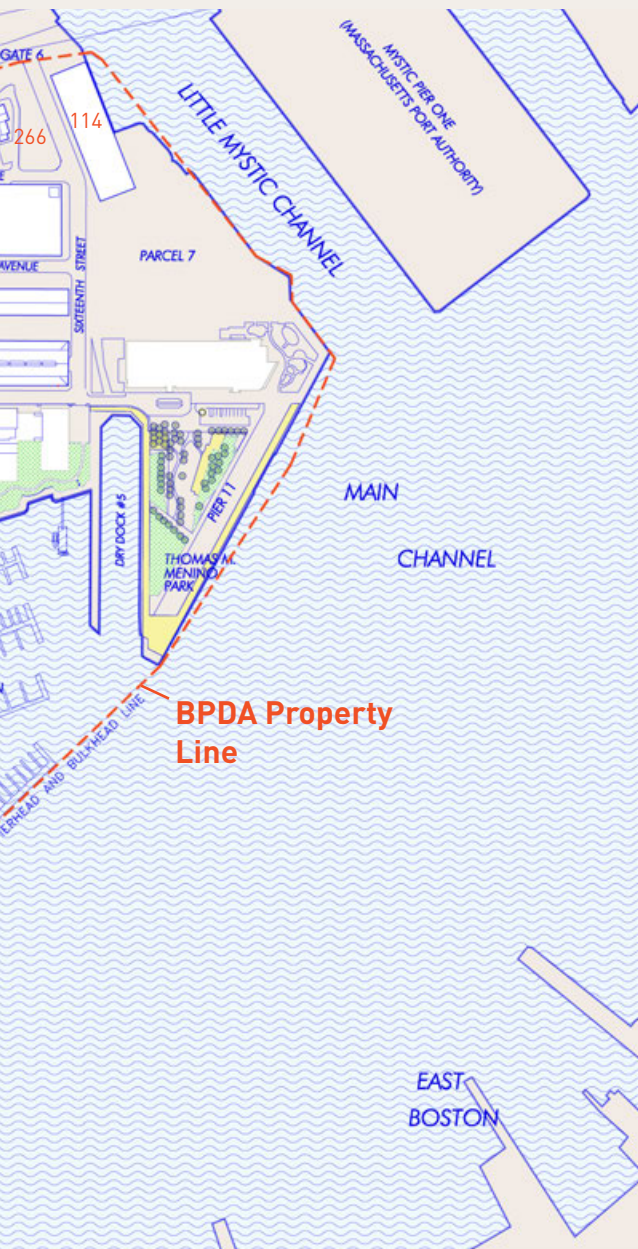 GATE 6
114
266
E
LITTLE MYSTIC CHANNEL
MYSTIC PIER ONE
(MASSACHUSETTS PORT AUTHORITY)
PARCEL 7
SIXTEENTH STREET
AVENUE
DRY DOCK #5
PIER 11
THOMAS M.
MENINO
PARK
MAIN
CHANNEL
BPDA Property
Line
ERHEAD AND BULKHEAD LINE
EAST
BOSTON